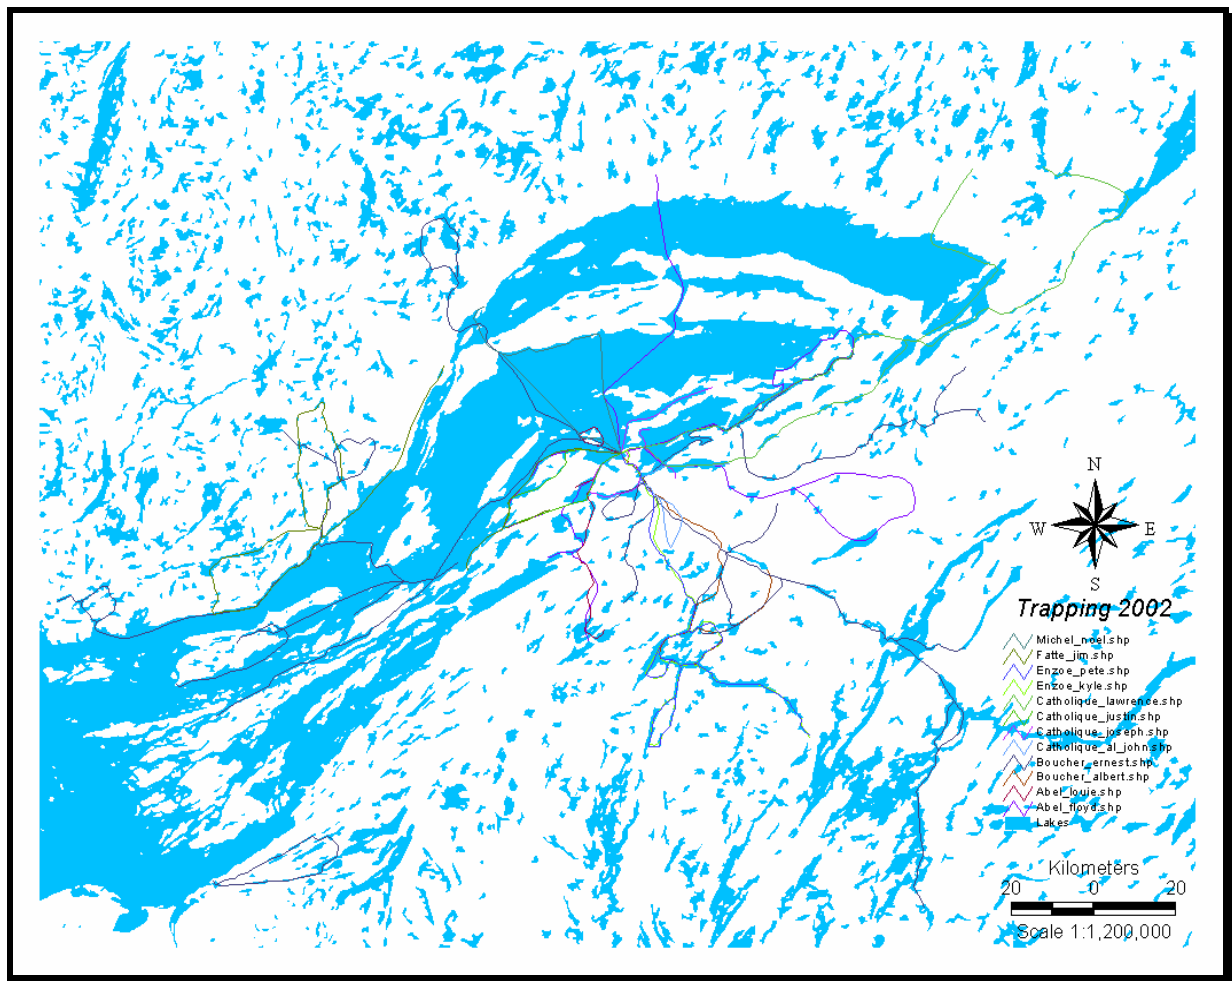 N
W E
S
Trapping 2002
Michel_noel.shp
Fatte_jim.shp
Enzoe_pete.shp
Enzoe_kyle.shp
Catholique_lawrence.shp
Catholique_justin.shp
Catholique_joseph.shp
Catholique_al_john.shp
Boucher_ernest.shp
Boucher_albert.shp
Abel_louie.shp
Abel_floyd.shp
Lakes
Kilometers
20 0 20
Scale 1:1,200,000